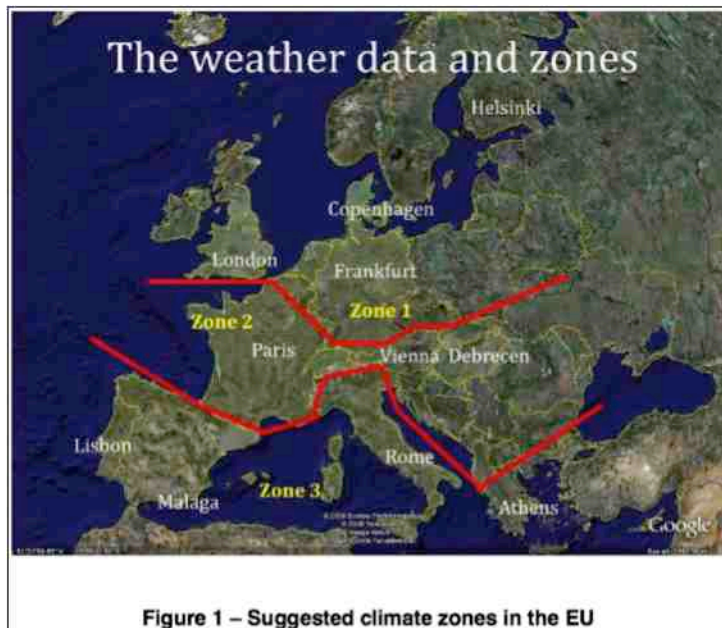 The weather data and zones
Helsinki
Copenhagen
London
Frankfurt
Zone 2
Zone 1
Paris
Vienna Debrecen
Lisbon
Rome
Zone 3
Malaga
Athens
Google
Figure 1 – Suggested climate zones in the EU